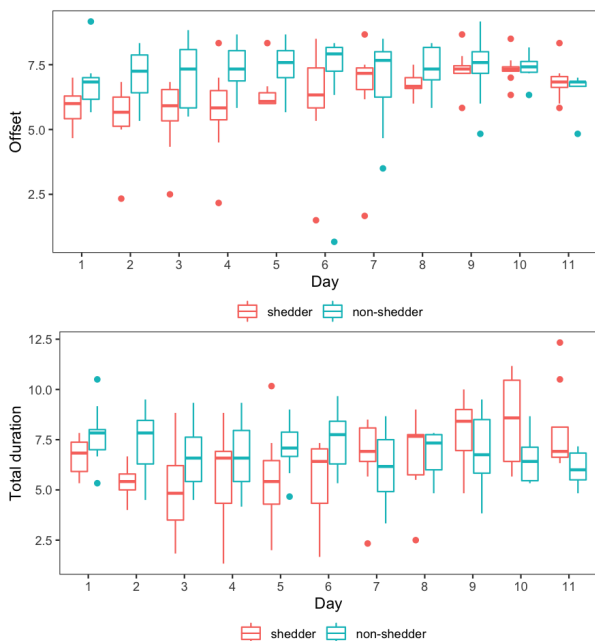 7.5
5.0
2.5
Offset
1 2 3 4 5 6 7 8 9 10 11
Day
shedder non-shedder
12.5
10.0
7.5
5.0
2.5
Total duration
1 2 3 4 5 6 7 8 9 10 11
Day
shedder non-shedder